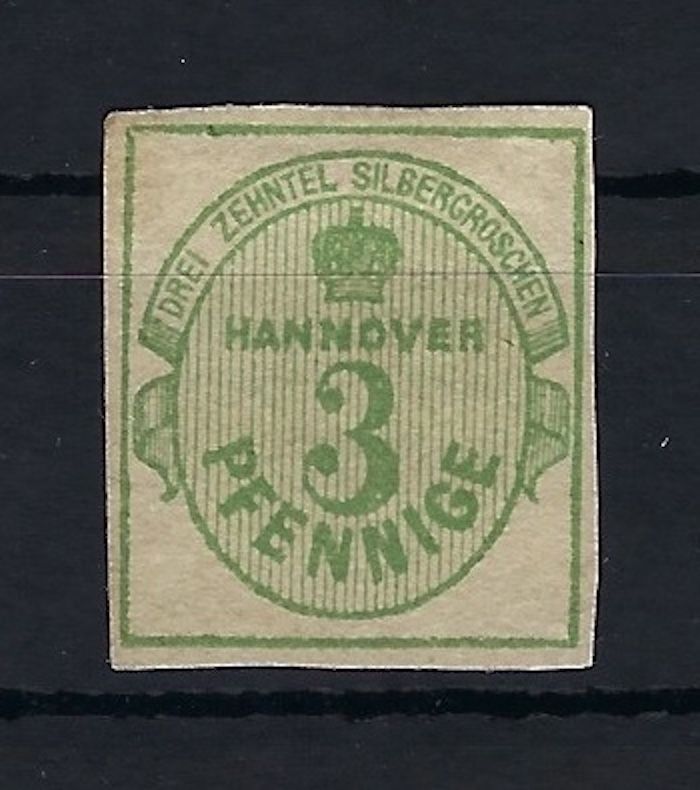 DREI ZEHNTEL SILBERGROSCHEN
HANNOVER
3
PFENNIGE